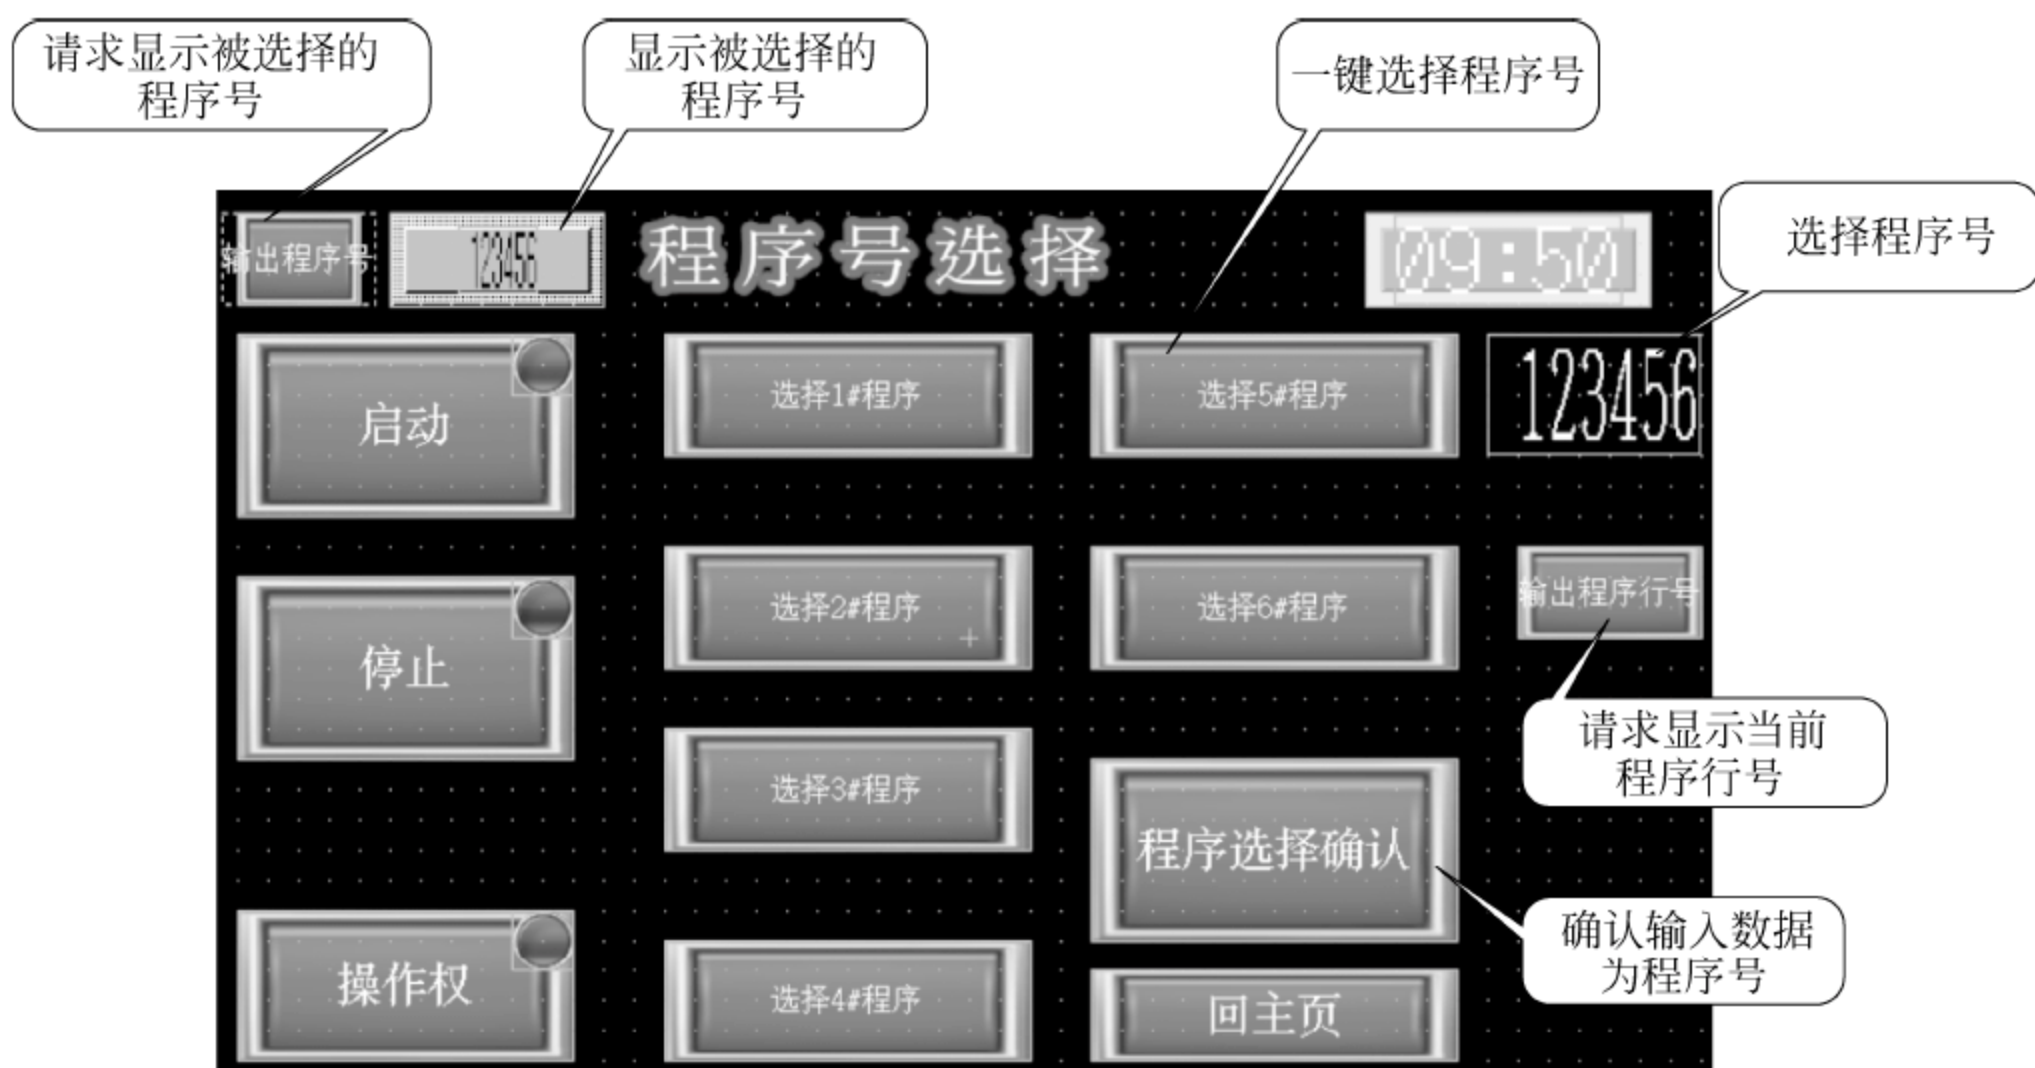 请求显示被选择的
程序号
显示被选择的
程序号
一键选择程序号
选择程序号
输出程序号
123456
程序号选择
09:50
启动
选择1#程序
选择5#程序
123456
停止
选择2#程序
选择6#程序
输出程序行号
请求显示当前
程序行号
选择3#程序
程序选择确认
确认输入数据
为程序号
操作权
选择4#程序
回主页